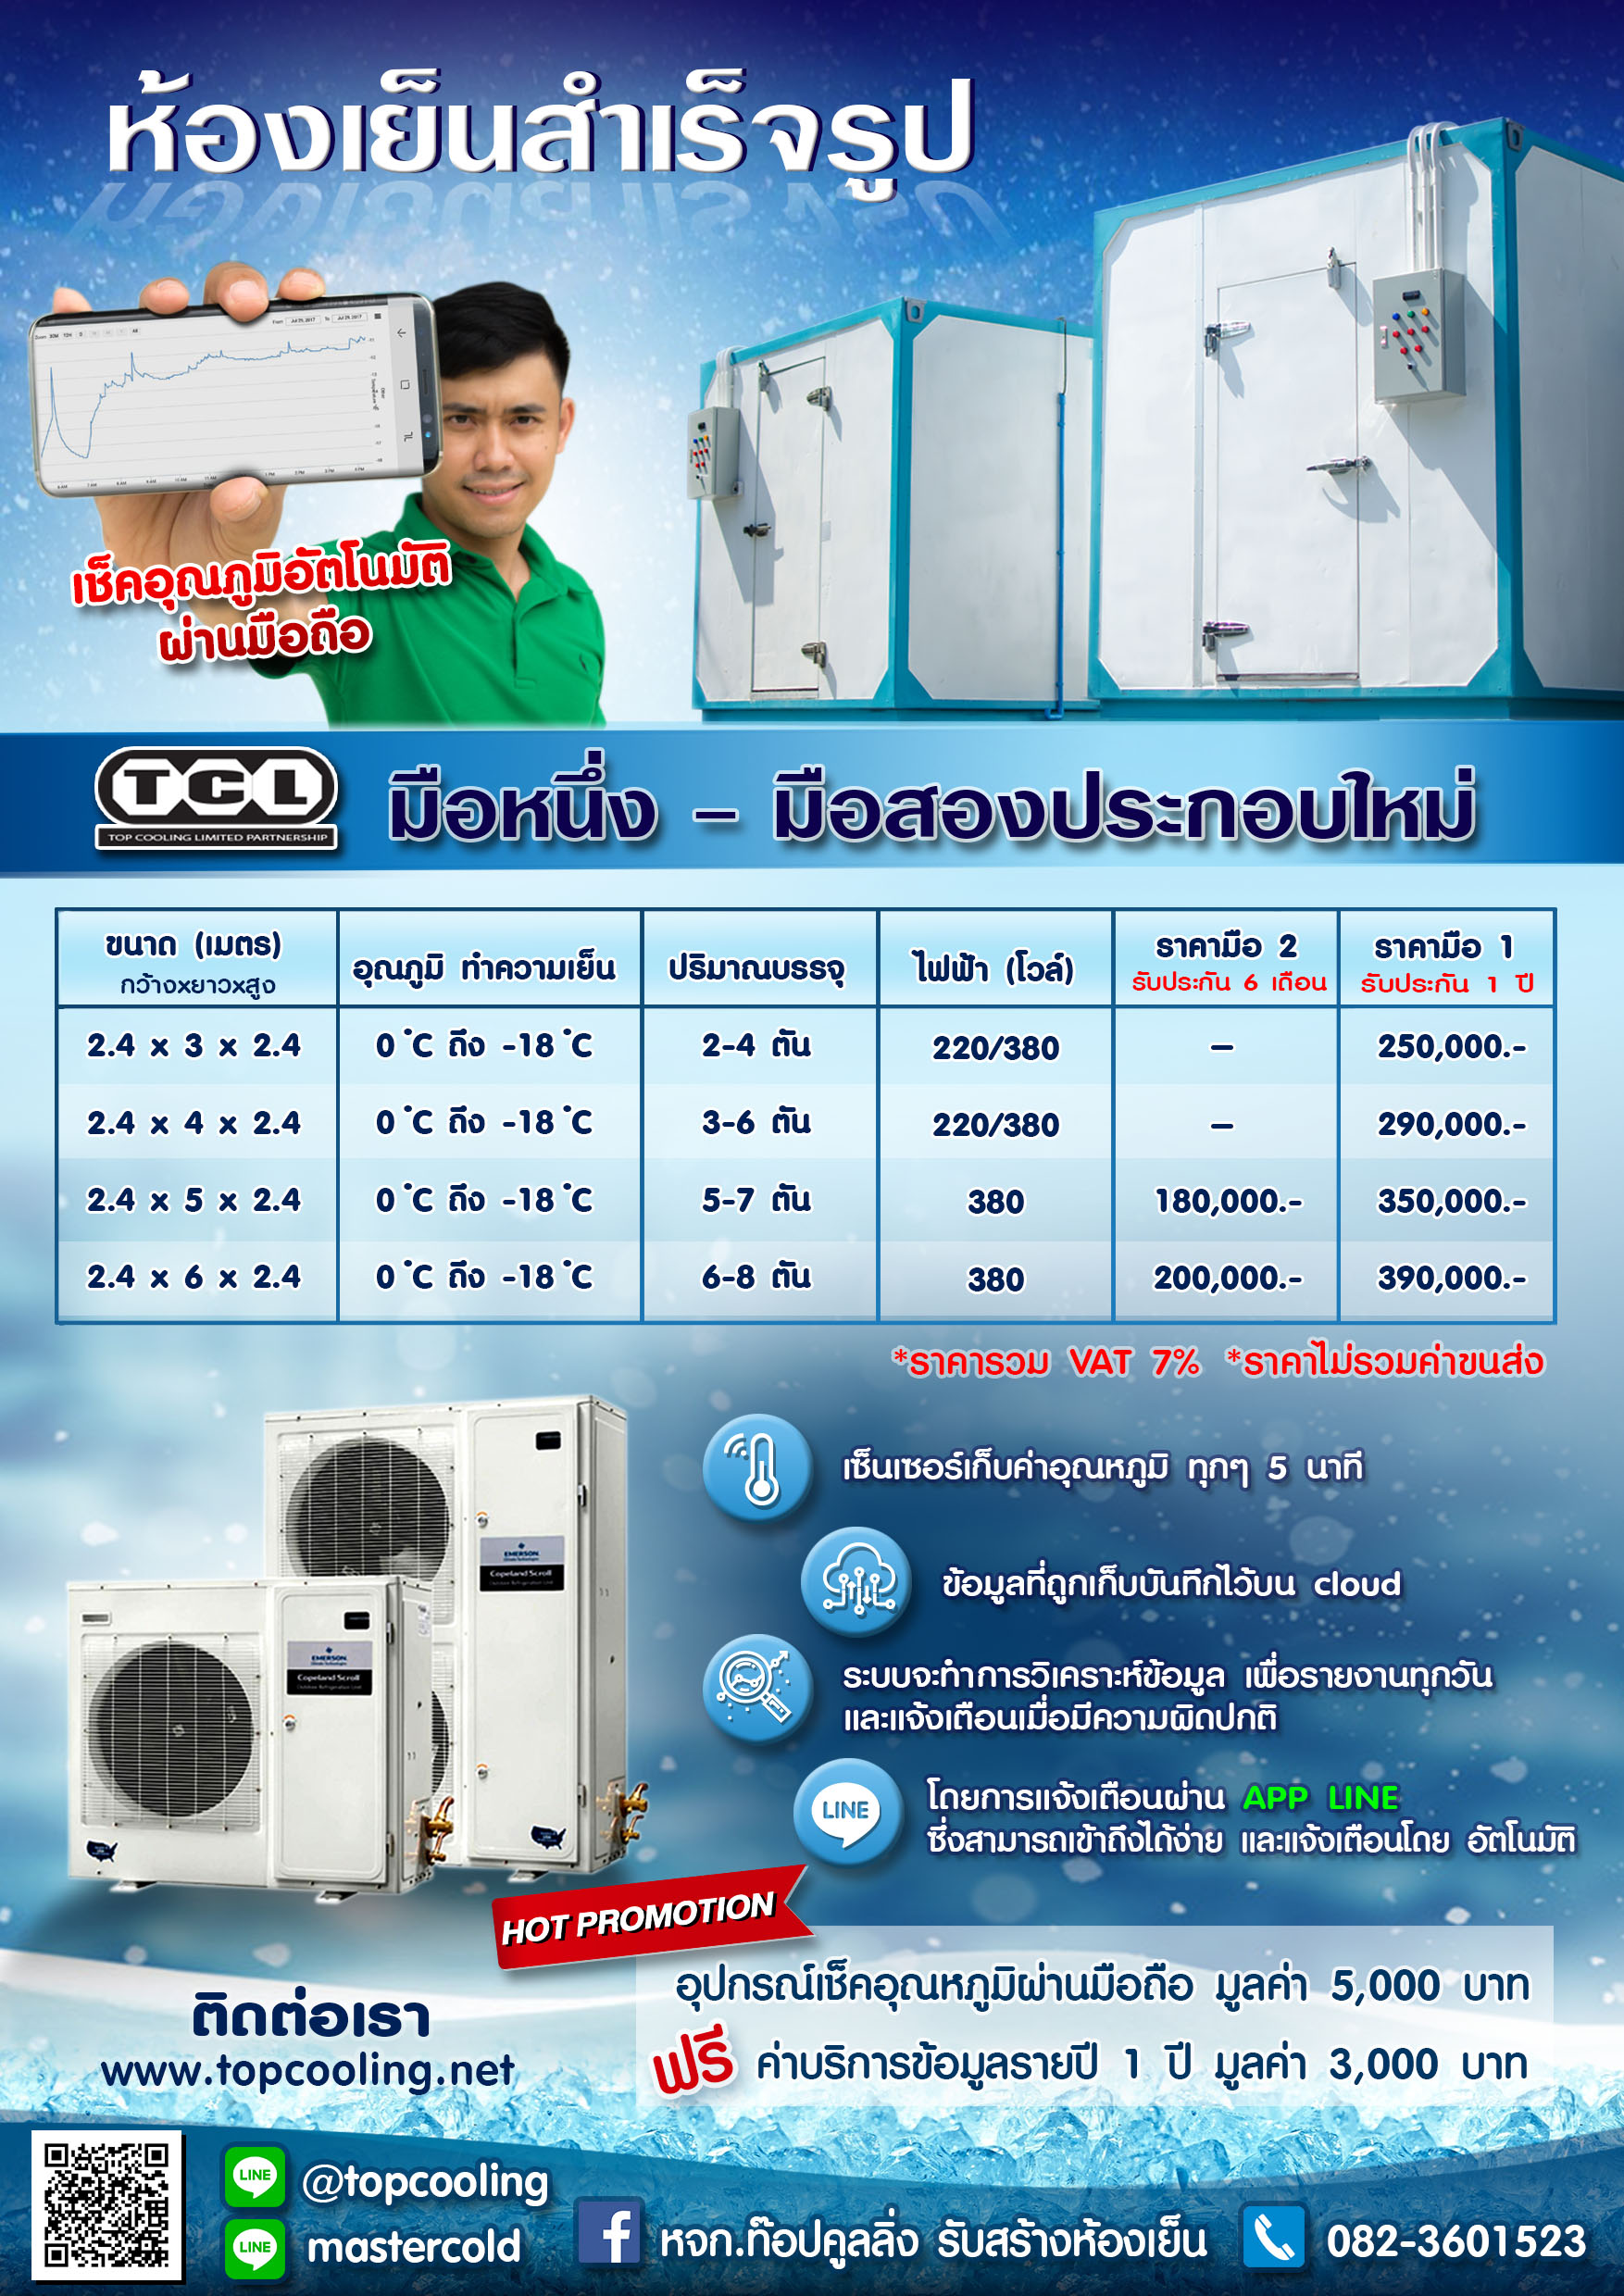 ห้องเย็นสำเร็จรูป
เช็คอุณภูมิอัตโนมัติ
ผ่านมือถือ
TCL
TOP COOLING LIMITED PARTNERSHIP
มือหนึ่ง - มือสองประกอบใหม่
ขนาด (เมตร) กว้างxยาวxสูง อุณภูมิ ทำความเย็น ปริมาณบรรจุ ไฟฟ้า (โวล์) ราคามือ 2 รับประกัน 6 เดือน ราคามือ 1 รับประกัน 1 ปี
2.4 x 3 x 2.4 0 ํC ถึง -18 ํC 2-4 ตัน 220/380 – 250,000.-
2.4 x 4 x 2.4 0 ํC ถึง -18 ํC 3-6 ตัน 220/380 – 290,000.-
2.4 x 5 x 2.4 0 ํC ถึง -18 ํC 5-7 ตัน 380 180,000.- 350,000.-
2.4 x 6 x 2.4 0 ํC ถึง -18 ํC 6-8 ตัน 380 200,000.- 390,000.-
*ราคารวม VAT 7% *ราคาไม่รวมค่าขนส่ง
EMERSON
Copeland Scroll
EMERSON
Copeland Scroll
เซ็นเซอร์เก็บค่าอุณหภูมิ ทุกๆ 5 นาที
ข้อมูลที่ถูกเก็บบันทึกไว้บน cloud
ระบบจะทำการวิเคราะห์ข้อมูล เพื่อรายงานทุกวัน
และแจ้งเตือนเมื่อมีความผิดปกติ
LINE
โดยการแจ้งเตือนผ่าน APP LINE
ซึ่งสามารถเข้าถึงได้ง่าย และแจ้งเตือนโดย อัตโนมัติ
HOT PROMOTION
อุปกรณ์เช็คอุณหภูมิผ่านมือถือ มูลค่า 5,000 บาท
ฟรี ค่าบริการข้อมูลรายปี 1 ปี มูลค่า 3,000 บาท
ติดต่อเรา
www.topcooling.net
LINE @topcooling
LINE mastercold
หจก.ท๊อปคูลลิ่ง รับสร้างห้องเย็น
082-3601523